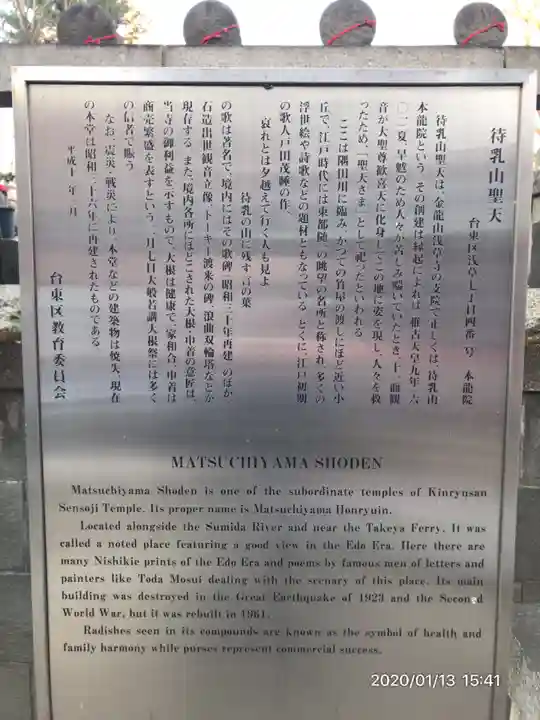 待乳山聖天
台東区浅草七丁目四番一号　本龍院
待乳山聖天は、金龍山浅草寺の支院で正しくは待乳山
本龍院という。その創建は縁起によれば、推古天皇九年(六
〇一)夏、旱魃のため人々が苦しみ喘いでいたとき、十一面観
音が大聖尊歓喜天に化身してこの地に姿を現し、人々を救
ったため、「聖天さま」として祀ったといわれる。
ここは隅田川に臨み、かつての竹屋の渡しにほど近い小
丘で、江戸時代には東都随一の眺望の名所と称され、多くの
浮世絵や詩歌などの題材ともなっている。とくに、江戸初期
の歌人戸田茂睡の作、
哀れとは夕越えて行く人も見よ
待乳の山に残す言の葉
の歌は著名で、境内にはその歌碑(昭和三十年再建)のほか
石造出世観音立像、トーキー渡来の碑、浪曲双輪塔などが
現存する。また、境内各所にほどこされた大根・巾着の意匠は、
当寺の御利益を示すもので、大根は健康で一家和合、巾着は
商売繁盛を表すという。一月七日大般若講大根祭には多く
の信者で賑う。
なお、震災・戦災により、本堂などの建築物は焼失、現在
の本堂は昭和三十六年に再建されたものである。
平成十年三月
台東区教育委員会
MATSUCHIYAMA SHODEN
Matsuchiyama Shoden is one of the subordinate temples of Kinryusan
Sensoji Temple. Its proper name is Matsuchiyama Honryuin.
Located alongside the Sumida River and near the Takeya Ferry. It was
called a noted place featuring a good view in the Edo Era. Here there are
many Nishikie prints of the Edo Era and poems by famous men of letters and
painters like Toda Mosui dealing with the scenary of this place. Its main
building was destroyed in the Great Earthquake of 1923 and the Second
World War, but it was rebuilt in 1961.
Radishes seen in its compounds are known as the symbol of health and
family harmony while purses represent commercial success.
2020/01/13 15:41